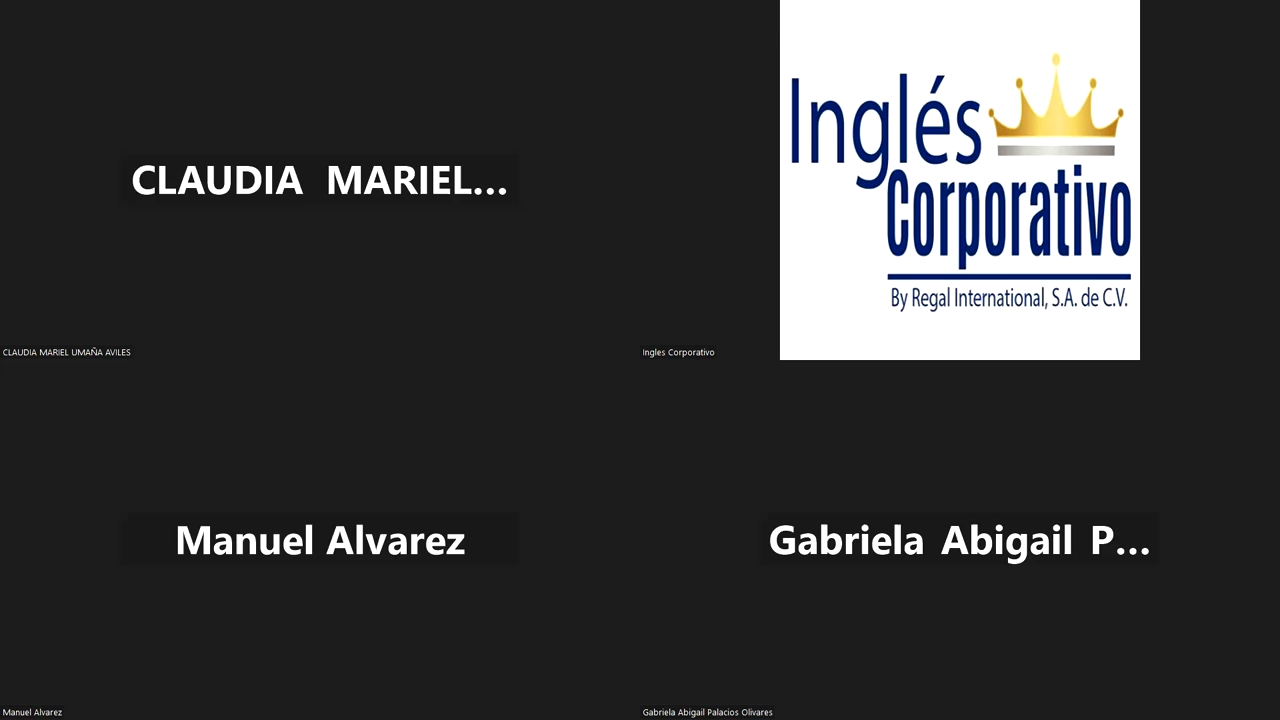 CLAUDIA MARIEL...
CLAUDIA MARIEL UMAÑA AVILES
Inglés
Corporativo
By Regal International, S.A. de C.V.
Ingles Corporativo
Manuel Alvarez
Manuel Alvarez
Gabriela Abigail P...
Gabriela Abigail Palacios Olivares